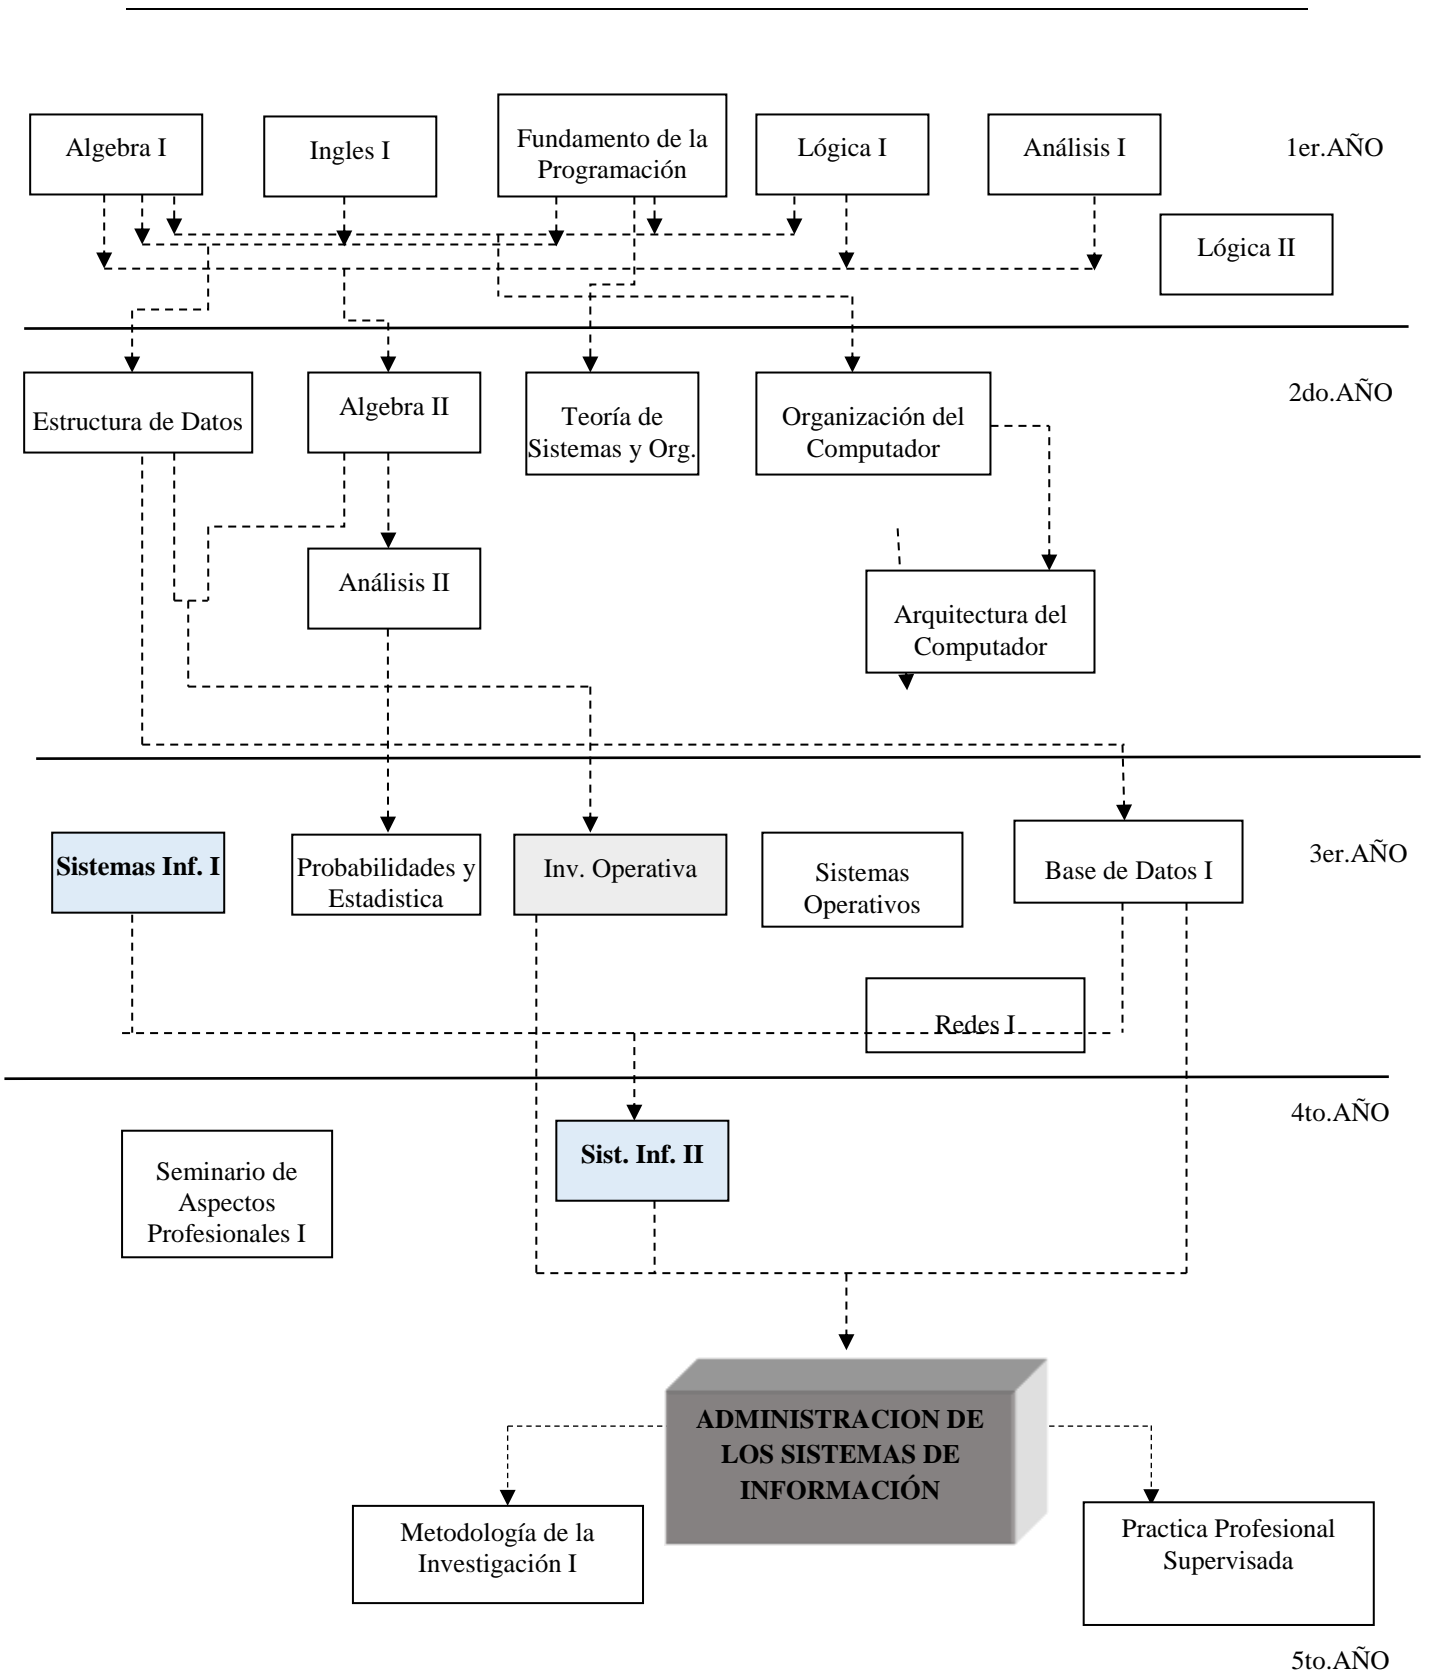 Algebra I
Ingles I
Fundamento de la
Programación
Lógica I
Análisis I
1er.AÑO
Lógica II
Estructura de Datos
Algebra II
Teoría de
Sistemas y Org.
Organización del
Computador
2do.AÑO
Análisis II
Arquitectura del
Computador
Sistemas Inf. I
Probabilidades y
Estadistica
Inv. Operativa
Sistemas
Operativos
Base de Datos I
3er.AÑO
Redes I
4to.AÑO
Seminario de
Aspectos
Profesionales I
Sist. Inf. II
ADMINISTRACION DE
LOS SISTEMAS DE
INFORMACIÓN
Metodología de la
Investigación I
Practica Profesional
Supervisada
5to.AÑO